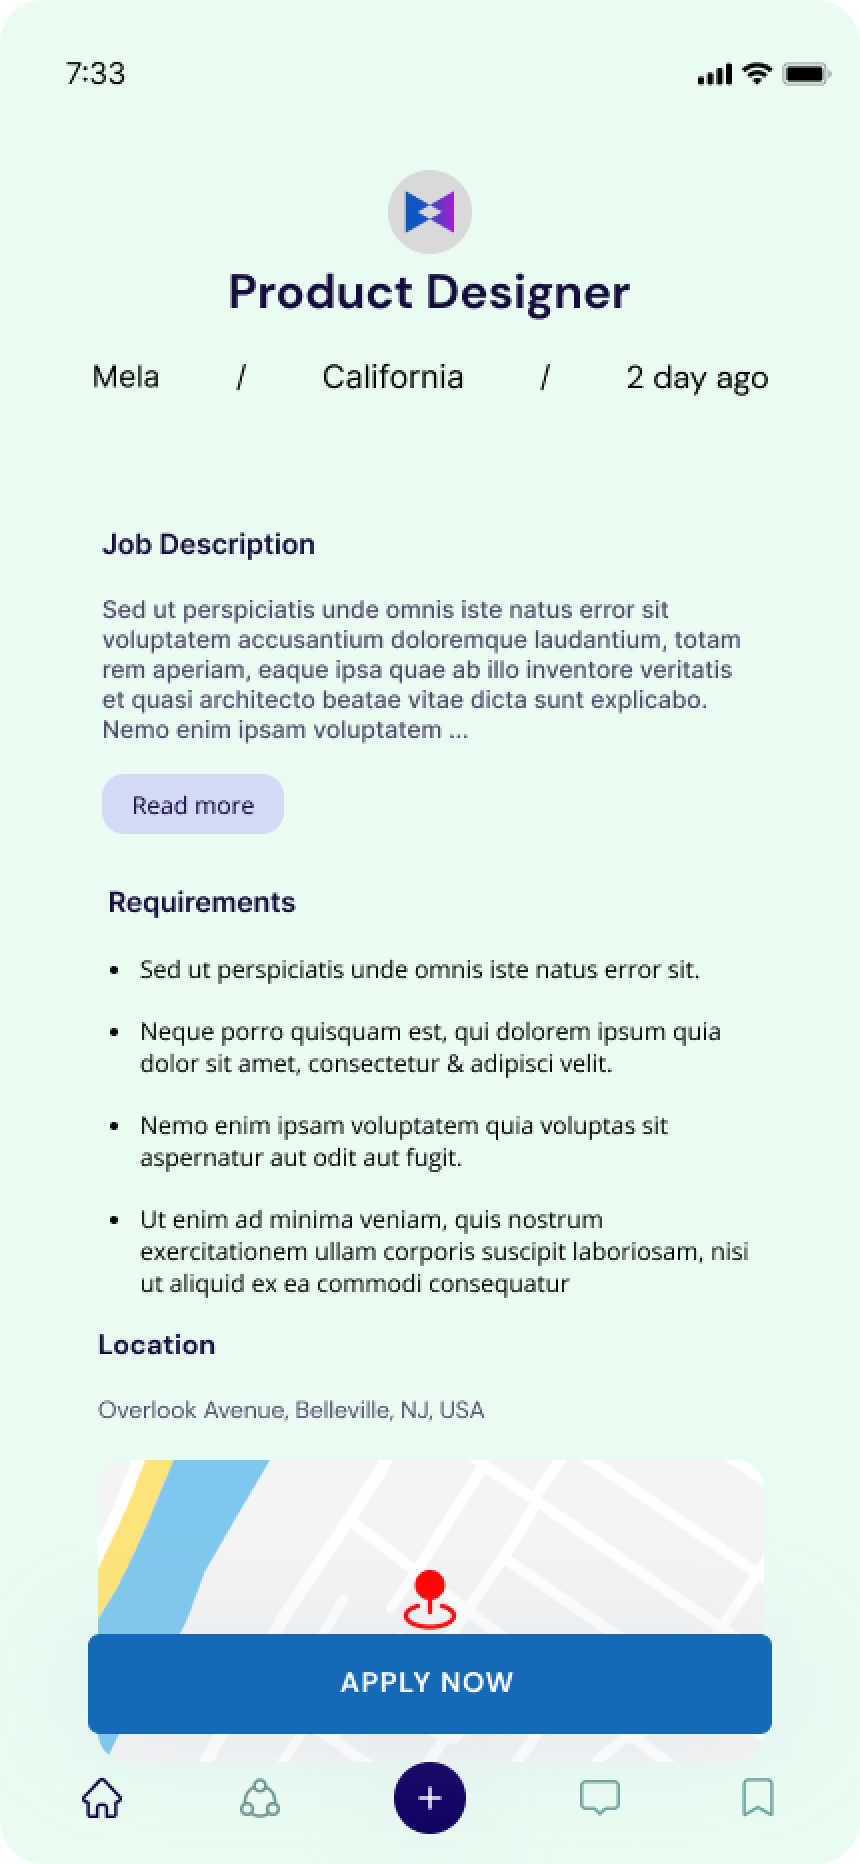 7:33
Product Designer
Mela / California / 2 day ago
Job Description
Sed ut perspiciatis unde omnis iste natus error sit
voluptatem accusantium doloremque laudantium, totam
rem aperiam, eaque ipsa quae ab illo inventore veritatis
et quasi architecto beatae vitae dicta sunt explicabo.
Nemo enim ipsam voluptatem ...
Read more
Requirements
• Sed ut perspiciatis unde omnis iste natus error sit.
• Neque porro quisquam est, qui dolorem ipsum quia
dolor sit amet, consectetur & adipisci velit.
• Nemo enim ipsam voluptatem quia voluptas sit
aspernatur aut odit aut fugit.
• Ut enim ad minima veniam, quis nostrum
exercitationem ullam corporis suscipit laboriosam, nisi
ut aliquid ex ea commodi consequatur
Location
Overlook Avenue, Belleville, NJ, USA
APPLY NOW